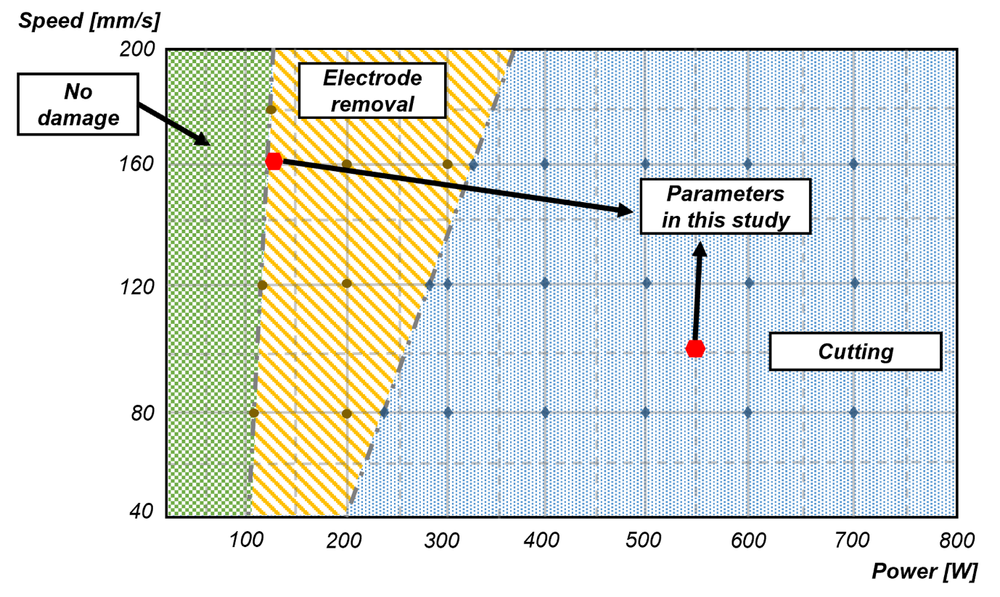 Speed [mm/s]
200
No
damage
Electrode
removal
160
Parameters
in this study
120
Cutting
80
40
100 200 300 400 500 600 700 800
Power [W]